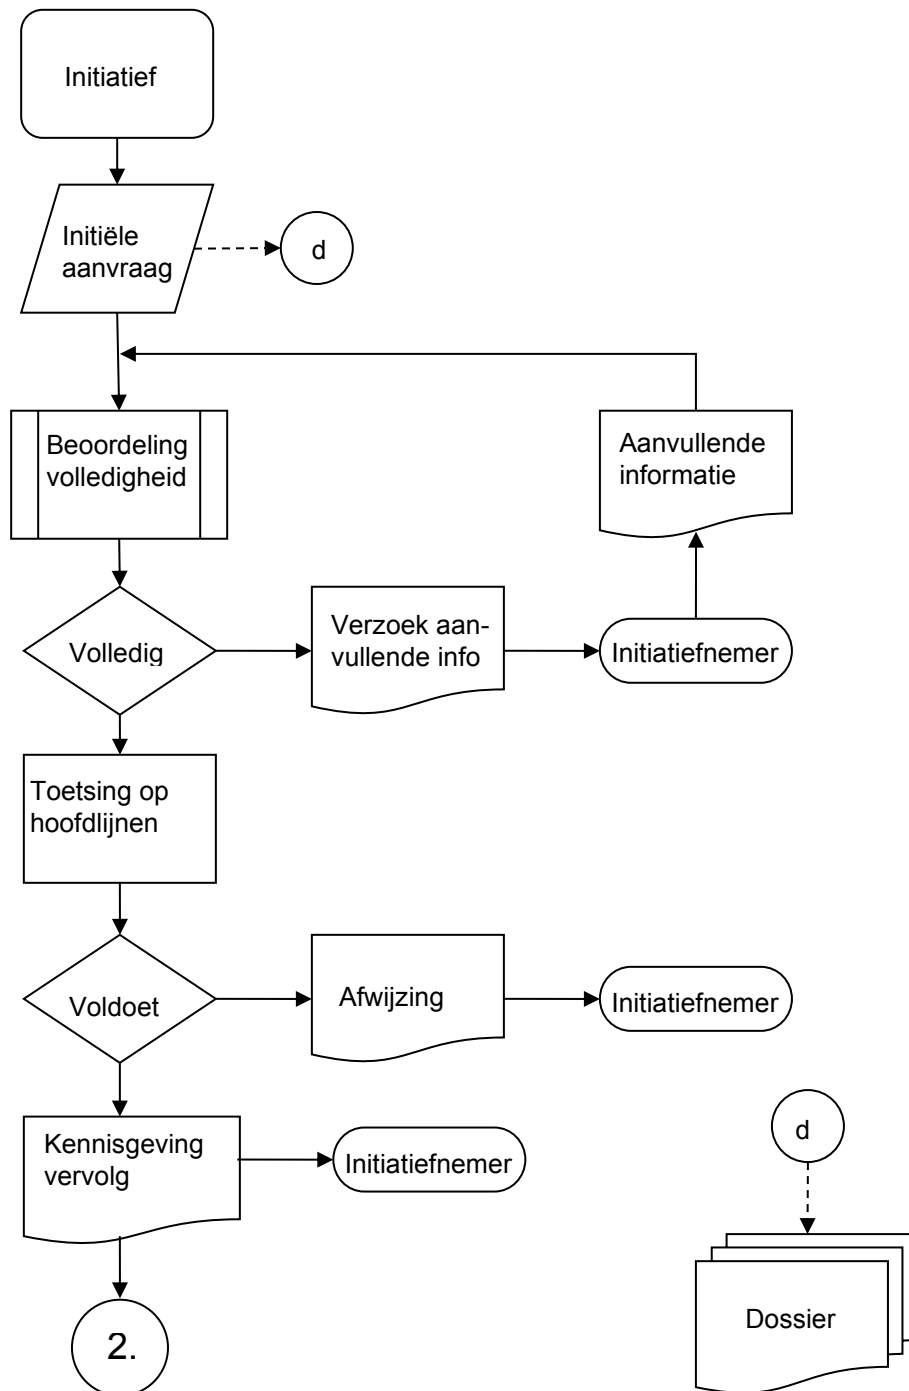 Initiatief
Initiële
aanvraag
d
Beoordeling
volledigheid
Aanvullende
informatie
Volledig
Verzoek aan-
vullende info
Initiatiefnemer
Toetsing op
hoofdlijnen
Voldoet
Afwijzing
Initiatiefnemer
Kennisgeving
vervolg
Initiatiefnemer
d
Dossier
2.